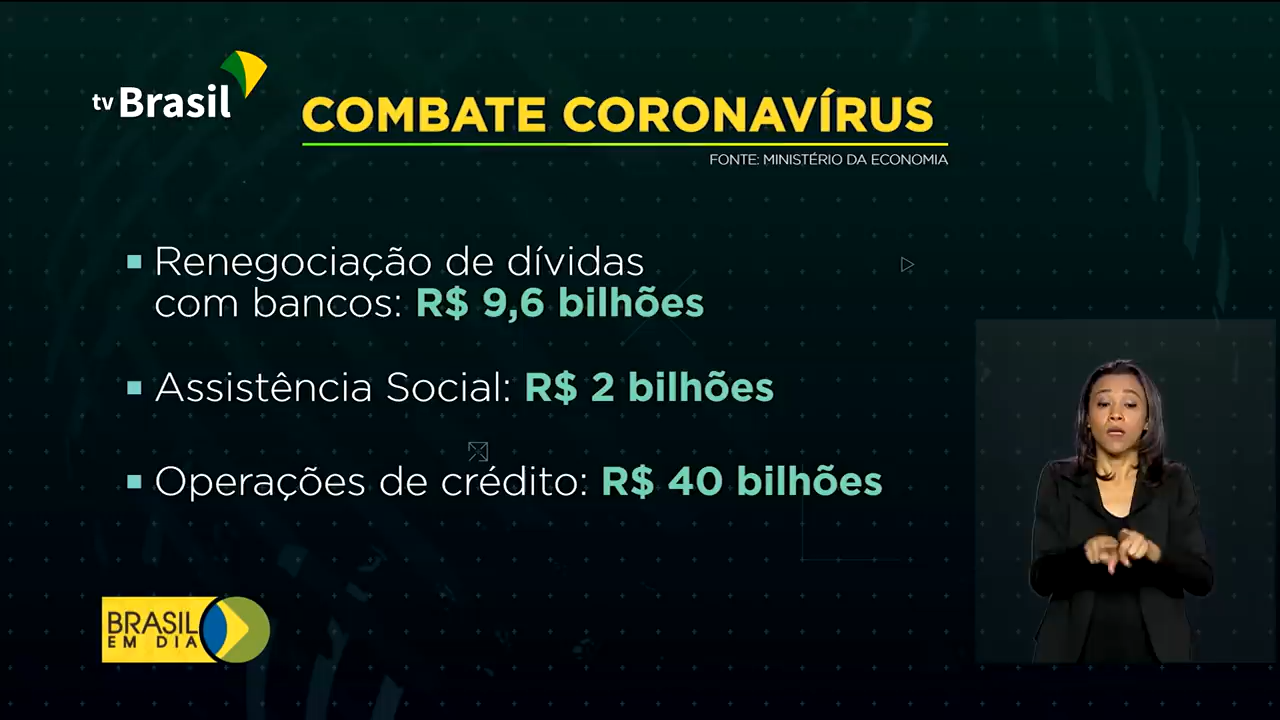 tv Brasil
COMBATE CORONAVÍRUS
FONTE: MINISTÉRIO DA ECONOMIA
Renegociação de dívidas
com bancos: R$ 9,6 bilhões
Assistência Social: R$ 2 bilhões
Operações de crédito: R$ 40 bilhões
BRASIL
EM DIA